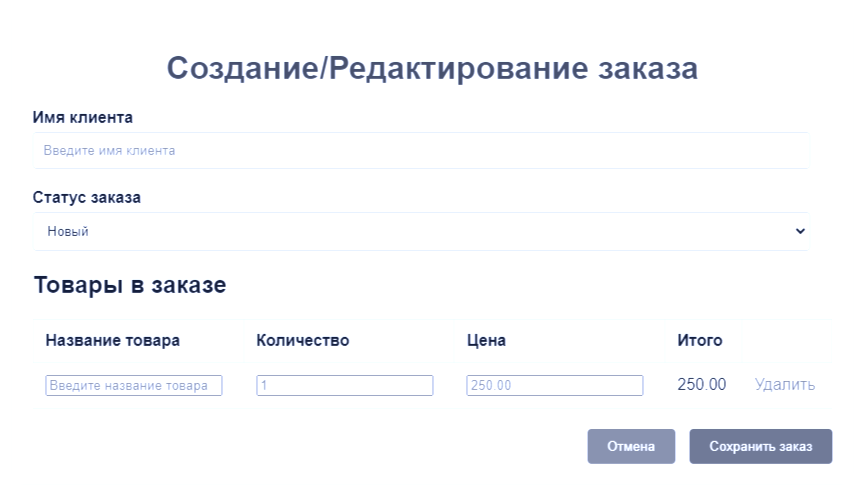 Создание/Редактирование заказа
Имя клиента
Введите имя клиента
Статус заказа
Новый
Товары в заказе
Название товара Количество Цена Итого
Введите название товара 1 250.00 250.00 Удалить
Отмена Сохранить заказ